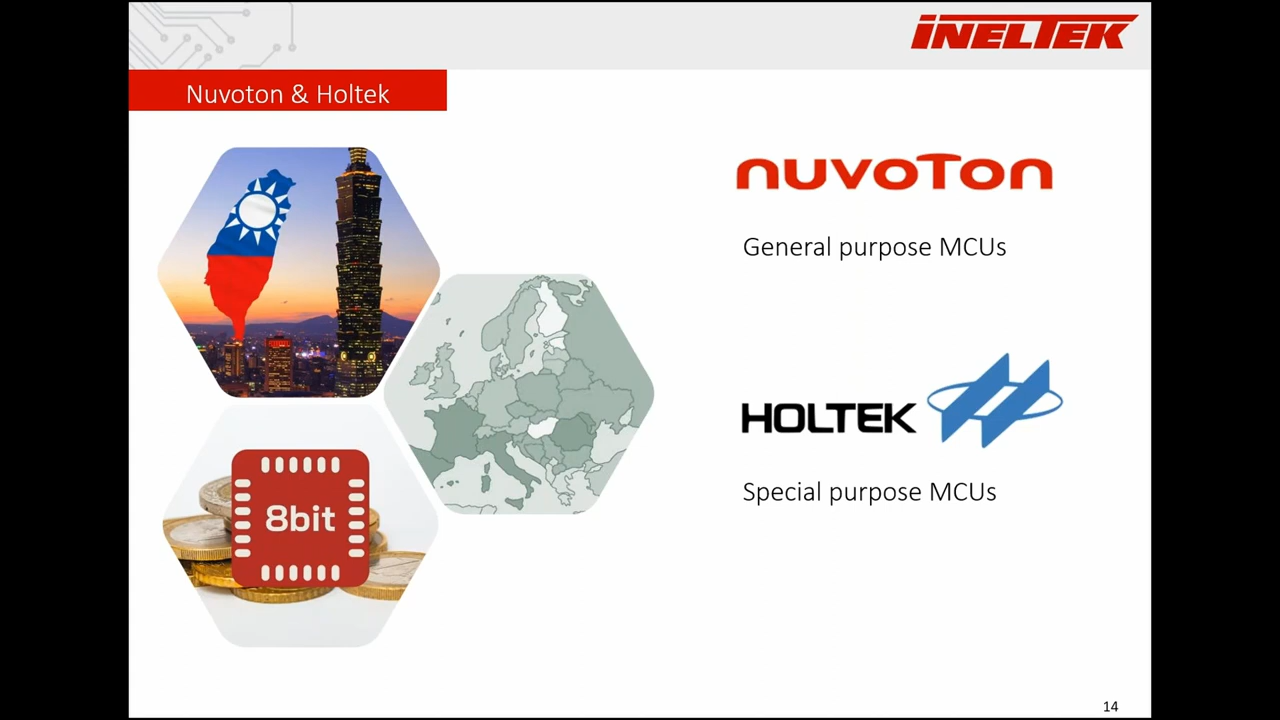 INELTEK
Nuvoton & Holtek
nuvoTon
General purpose MCUs
HOLTEK
Special purpose MCUs
8bit
14